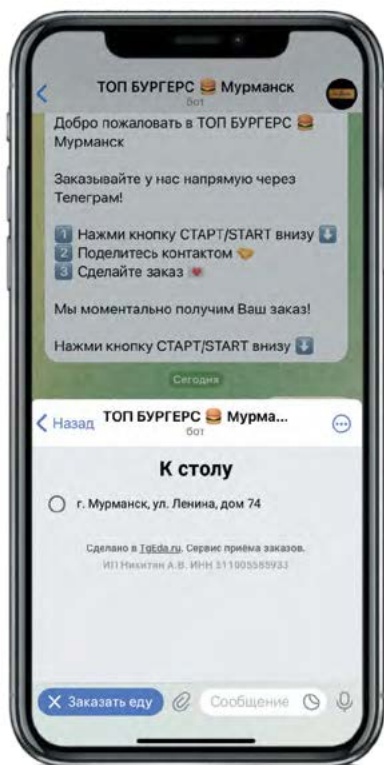 ТОП БУРГЕРС 🍔 Мурманск
бот
Добро пожаловать в ТОП БУРГЕРС 🍔
Мурманск
Заказывайте у нас напрямую через
Телеграм!
1 Нажми кнопку СТАРТ/START внизу ⬇️
2 Поделитесь контактом 🤝
3 Сделайте заказ 💌
Мы моментально получим Ваш заказ!
Нажми кнопку СТАРТ/START внизу ⬇️
Сегодня
Назад ТОП БУРГЕРС 🍔 Мурма...
бот
К столу
г. Мурманск, ул. Ленина, дом 74
Сделано в TgEda.ru. Сервис приёма заказов.
ИП Никитин А.В. ИНН 511005585933
Заказать еду Сообщение